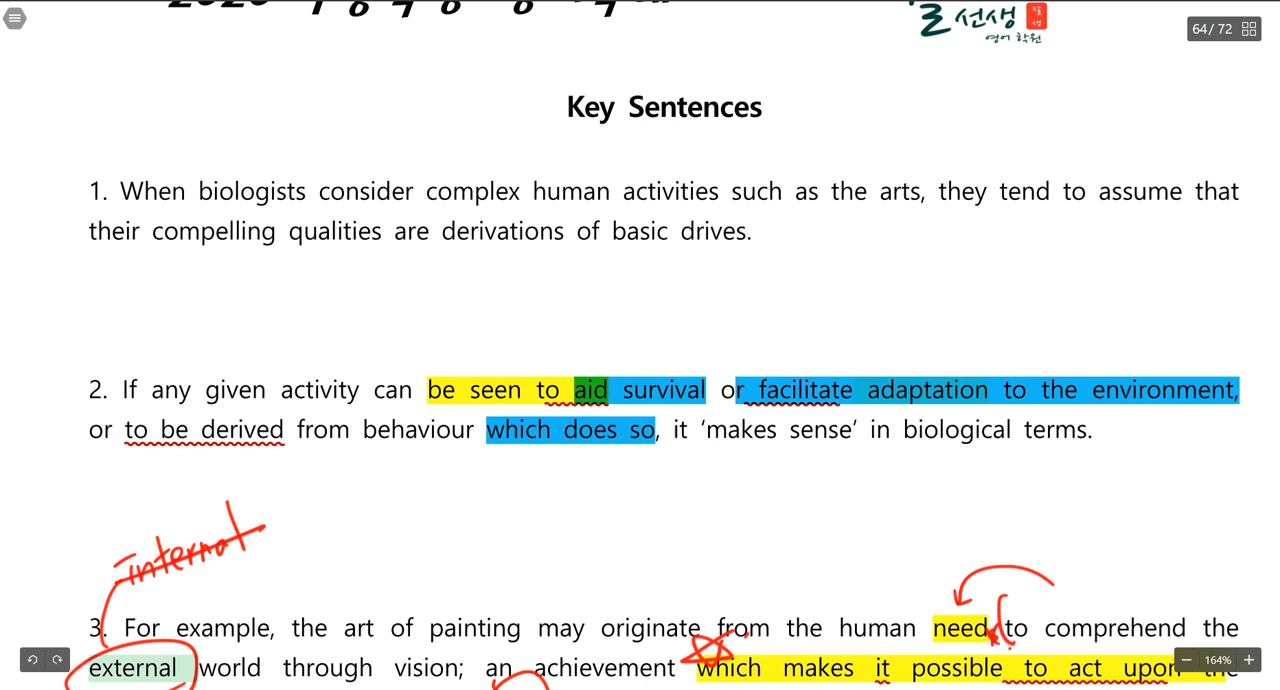 선생
영어 학원
64/ 72
Key Sentences
1. When biologists consider complex human activities such as the arts, they tend to assume that
their compelling qualities are derivations of basic drives.
2. If any given activity can be seen to aid survival or facilitate adaptation to the environment,
or to be derived from behaviour which does so, it ‘makes sense’ in biological terms.
internal
3. For example, the art of painting may originate from the human need to comprehend the
external world through vision; an achievement which makes it possible to act upon the
164%